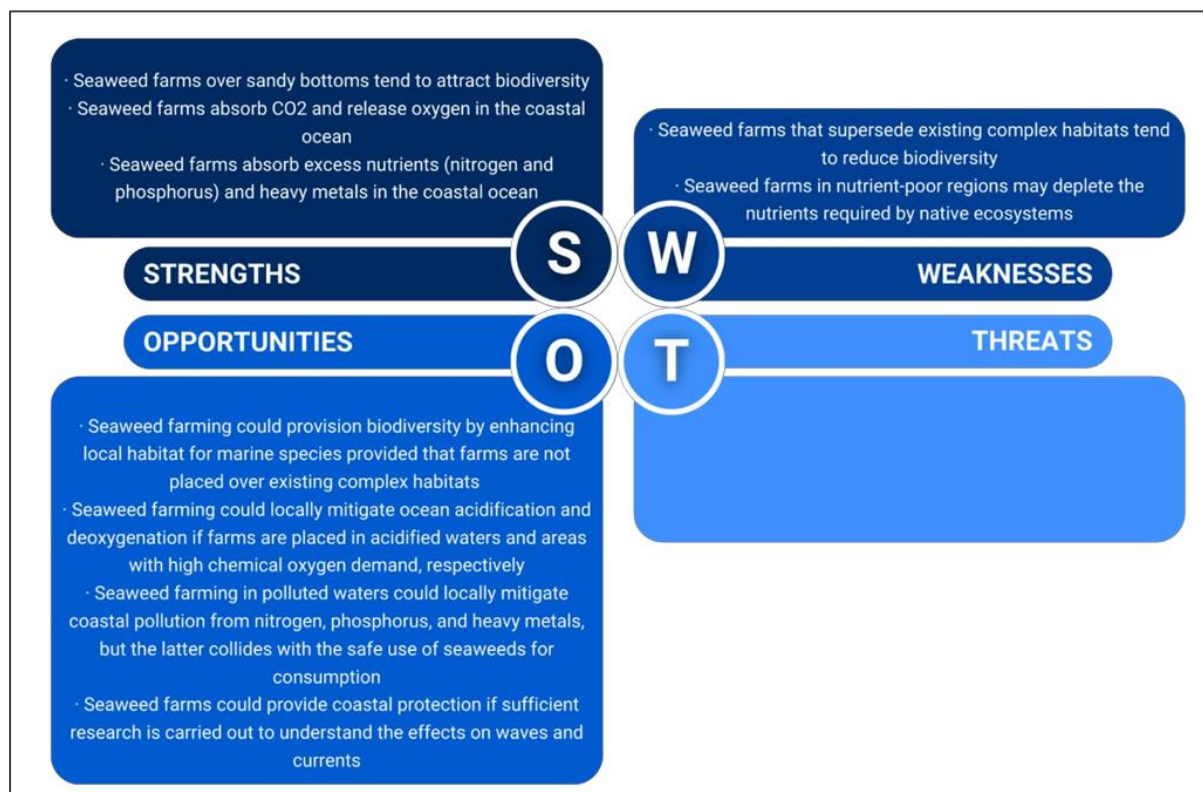 · Seaweed farms over sandy bottoms tend to attract biodiversity
· Seaweed farms absorb CO2 and release oxygen in the coastal
ocean
· Seaweed farms absorb excess nutrients (nitrogen and
phosphorus) and heavy metals in the coastal ocean
S
STRENGTHS
· Seaweed farms that supersede existing complex habitats tend
to reduce biodiversity
· Seaweed farms in nutrient-poor regions may deplete the
nutrients required by native ecosystems
W
WEAKNESSES
OPPORTUNITIES
O
· Seaweed farming could provision biodiversity by enhancing
local habitat for marine species provided that farms are not
placed over existing complex habitats
· Seaweed farming could locally mitigate ocean acidification and
deoxygenation if farms are placed in acidified waters and areas
with high chemical oxygen demand, respectively
· Seaweed farming in polluted waters could locally mitigate
coastal pollution from nitrogen, phosphorus, and heavy metals,
but the latter collides with the safe use of seaweeds for
consumption
· Seaweed farms could provide coastal protection if sufficient
research is carried out to understand the effects on waves and
currents
T
THREATS